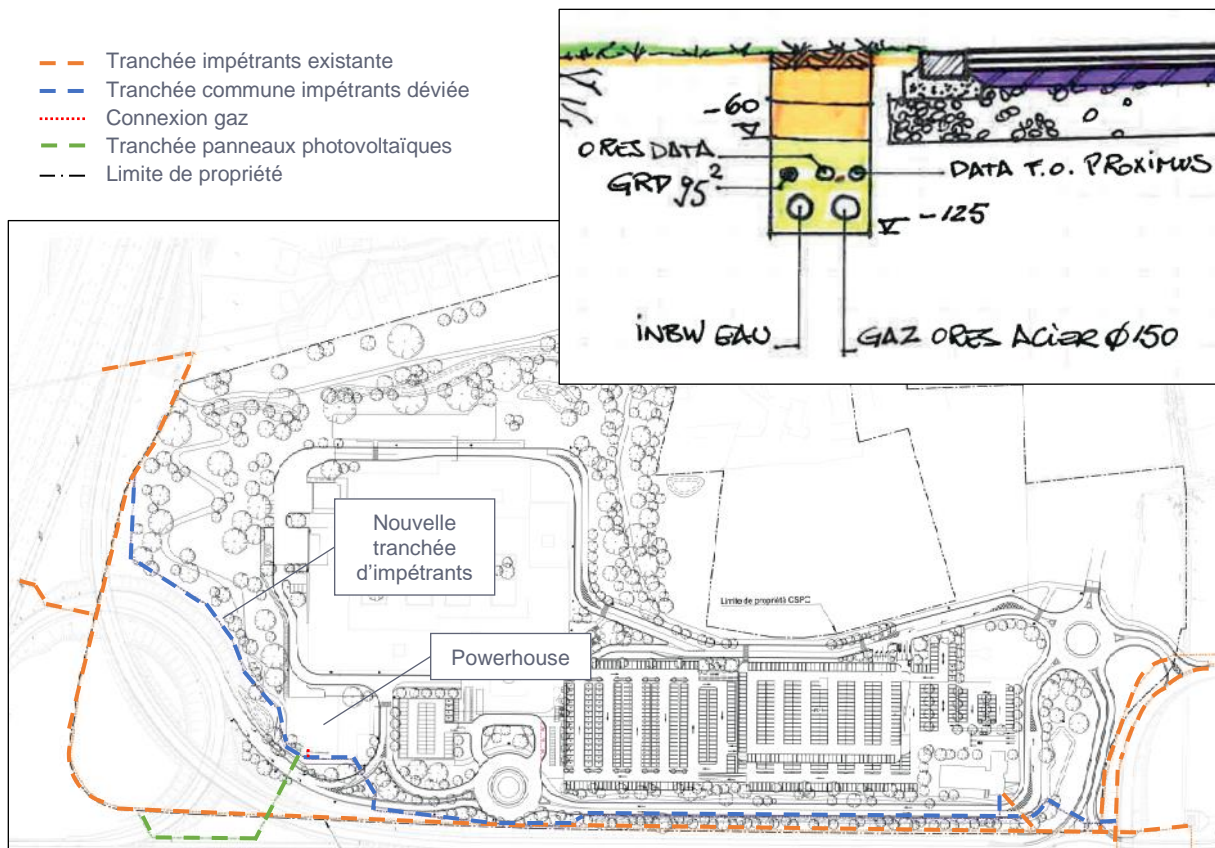 Tranchée impétrants existante
Tranchée commune impétrants déviée
Connexion gaz
Tranchée panneaux photovoltaïques
Limite de propriété
-60
ORES DATA
GRD 95²
DATA T.O. PROXIMUS
-125
INBW EAU
GAZ ORES ACIER Ø150
Nouvelle
tranchée
d'impétrants
Powerhouse
Limite de propriété CSPC